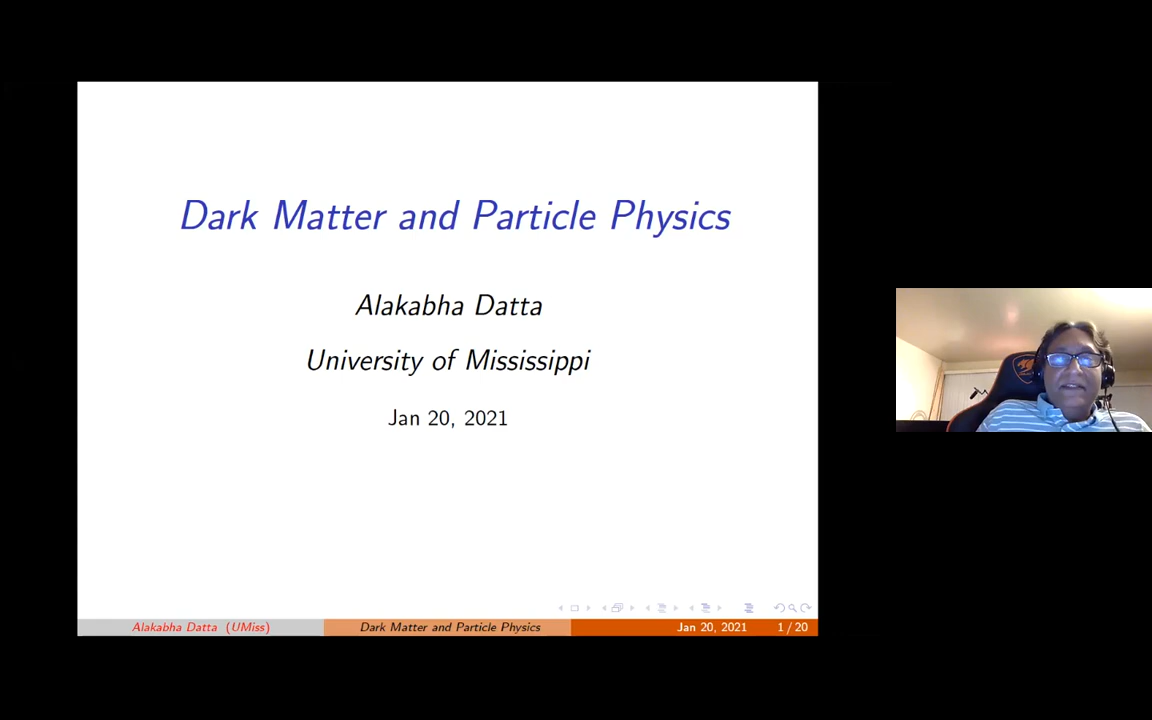 Dark Matter and Particle Physics
Alakabha Datta
University of Mississippi
Jan 20, 2021
Alakabha Datta (UMiss)
Dark Matter and Particle Physics
Jan 20, 2021
1 / 20